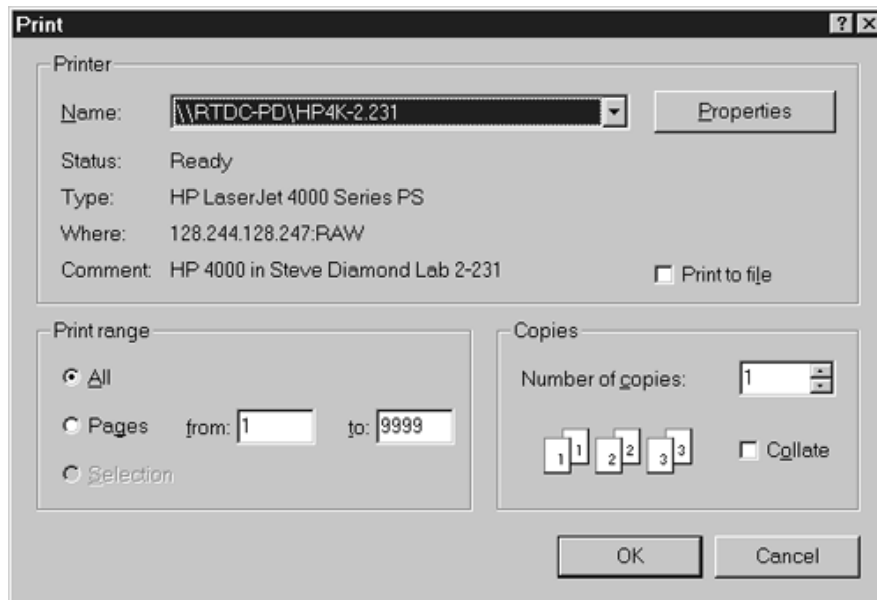 Print
Printer
Name: \\RTDC-PD\HP4K-2.231 Properties
Status: Ready
Type: HP LaserJet 4000 Series PS
Where: 128.244.128.247:RAW
Comment: HP 4000 in Steve Diamond Lab 2-231 Print to file
Print range
All
Pages from: 1 to: 9999
Selection
Copies
Number of copies: 1
1 1 2 2 3 3 Collate
OK Cancel